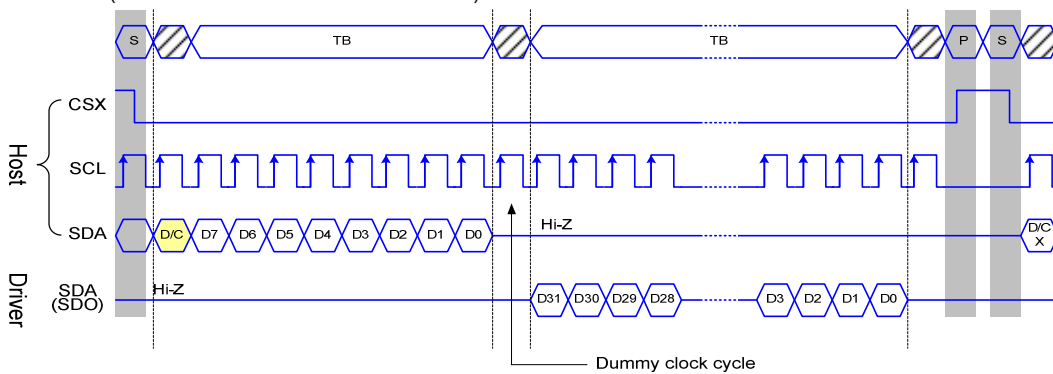 S TB TB P S
CSX
Host
SCL
SDA D/C D7 D6 D5 D4 D3 D2 D1 D0 Hi-Z D/C X
Driver
SDA (SDO) Hi-Z D31 D30 D29 D28 D3 D2 D1 D0
Dummy clock cycle